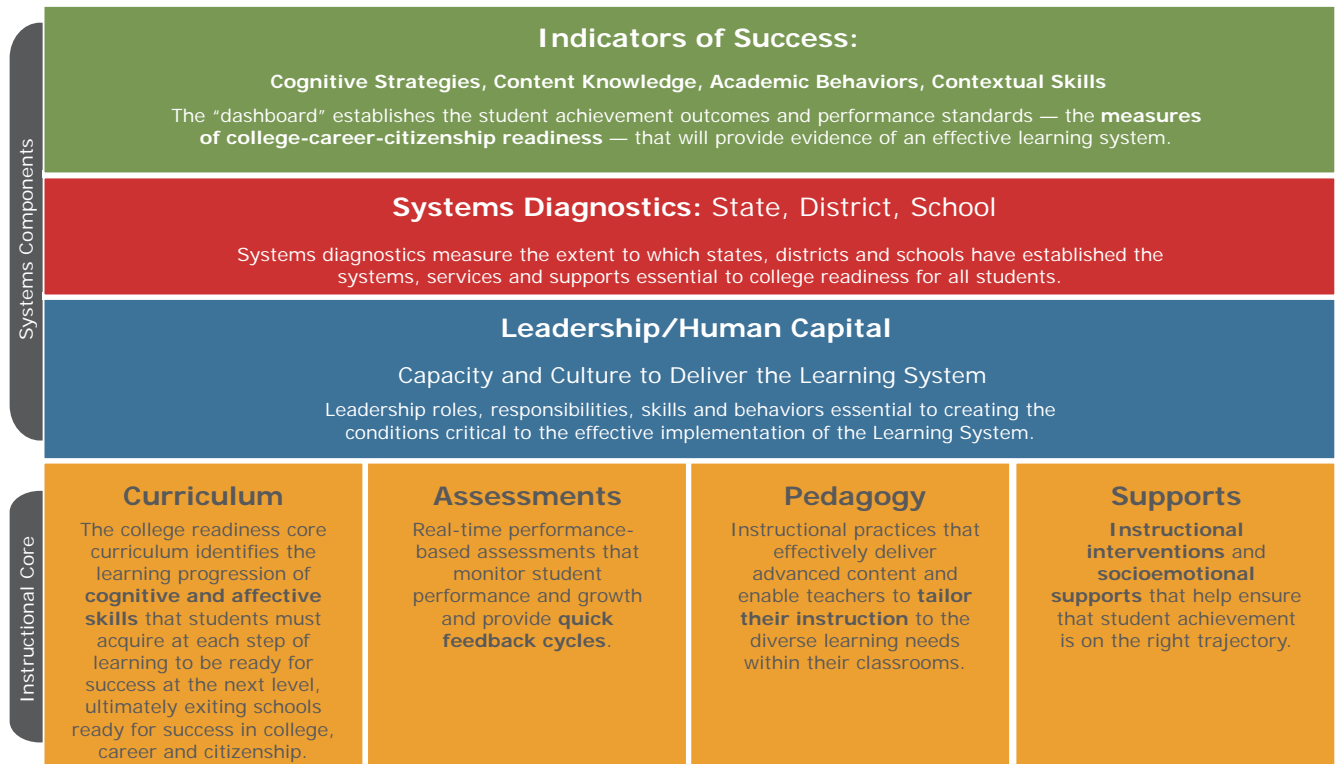 Systems Components
Indicators of Success:
Cognitive Strategies, Content Knowledge, Academic Behaviors, Contextual Skills
The “dashboard” establishes the student achievement outcomes and performance standards — the measures
of college-career-citizenship readiness — that will provide evidence of an effective learning system.
Systems Diagnostics: State, District, School
Systems diagnostics measure the extent to which states, districts and schools have established the
systems, services and supports essential to college readiness for all students.
Leadership/Human Capital
Capacity and Culture to Deliver the Learning System
Leadership roles, responsibilities, skills and behaviors essential to creating the
conditions critical to the effective implementation of the Learning System.
Instructional Core
Curriculum
The college readiness core
curriculum identifies the
learning progression of
cognitive and affective
skills that students must
acquire at each step of
learning to be ready for
success at the next level,
ultimately exiting schools
ready for success in college,
career and citizenship.
Assessments
Real-time performance-
based assessments that
monitor student
performance and growth
and provide quick
feedback cycles.
Pedagogy
Instructional practices that
effectively deliver
advanced content and
enable teachers to tailor
their instruction to the
diverse learning needs
within their classrooms.
Supports
Instructional
interventions and
socioemotional
supports that help ensure
that student achievement
is on the right trajectory.